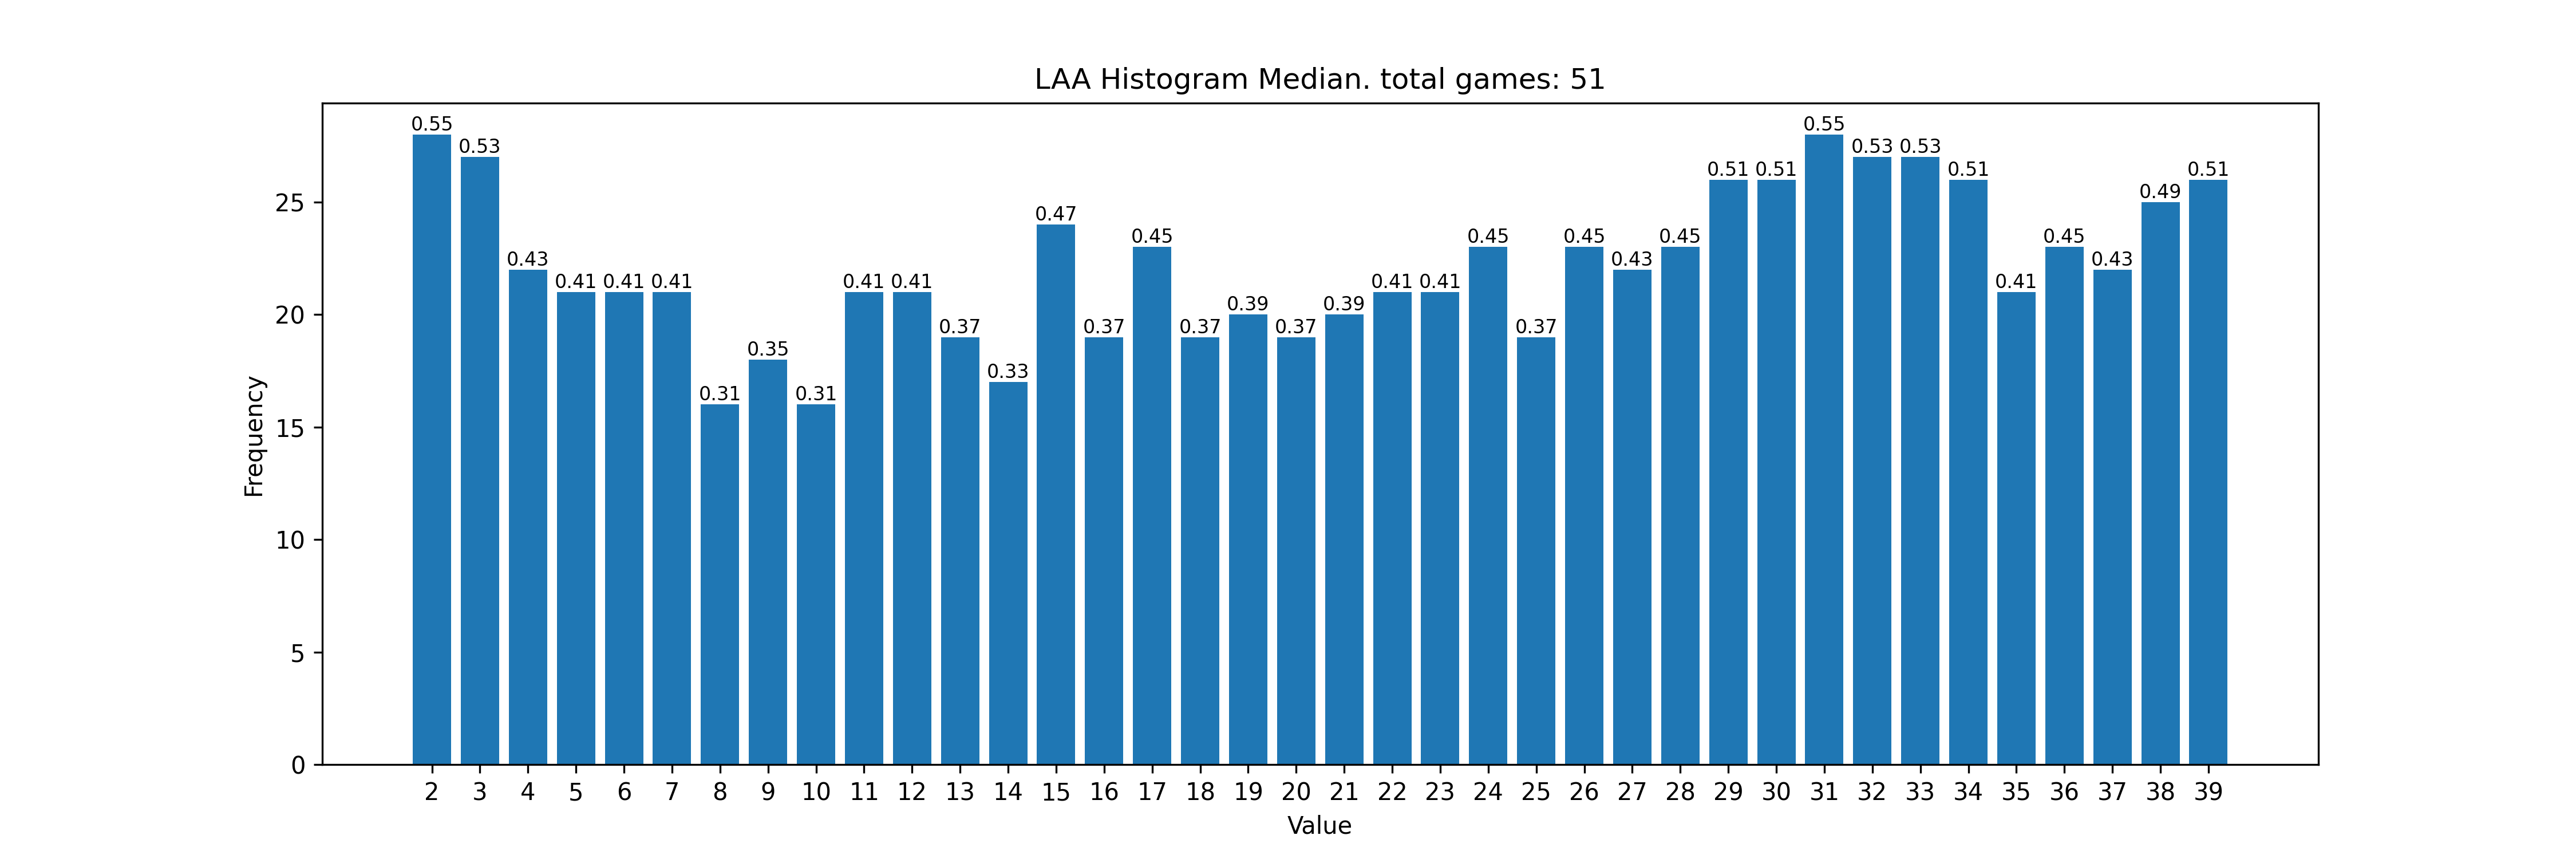 LAA Histogram Median. total games: 51
0.55 0.53 0.43 0.41 0.41 0.41 0.31 0.35 0.31 0.41 0.41 0.37 0.33 0.47 0.37 0.45 0.37 0.39 0.37 0.39 0.41 0.41 0.45 0.37 0.45 0.43 0.45 0.51 0.51 0.55 0.53 0.53 0.51 0.41 0.45 0.43 0.49 0.51
Frequency
25
20
15
10
5
0
2 3 4 5 6 7 8 9 10 11 12 13 14 15 16 17 18 19 20 21 22 23 24 25 26 27 28 29 30 31 32 33 34 35 36 37 38 39
Value